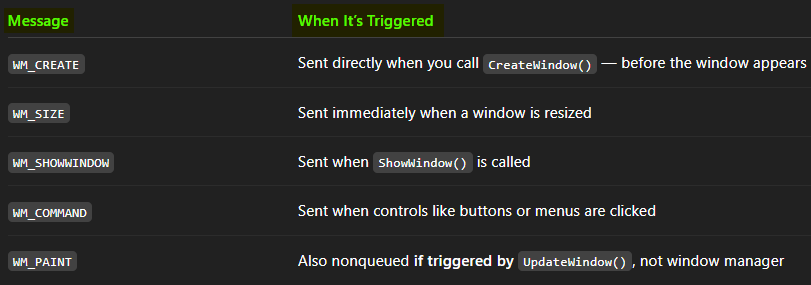 Message When It’s Triggered
WM_CREATE Sent directly when you call CreateWindow() — before the window appears
WM_SIZE Sent immediately when a window is resized
WM_SHOWWINDOW Sent when ShowWindow() is called
WM_COMMAND Sent when controls like buttons or menus are clicked
WM_PAINT Also nonqueued if triggered by UpdateWindow(), not window manager